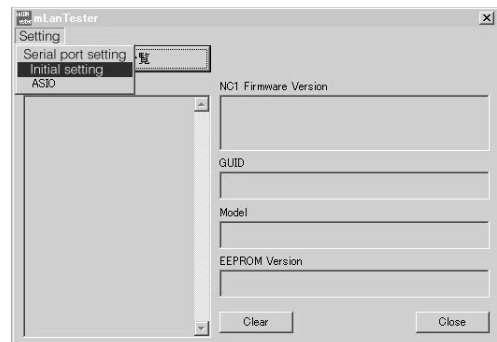 mLanTester
Setting
Serial port setting
Initial setting
ASIO
覧
NC1 Firmware Version
GUID
Model
EEPROM Version
Clear
Close